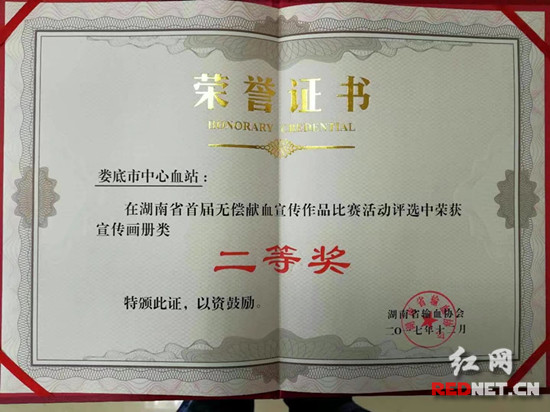 荣誉证书
HONORARY CREDENTIAL
娄底市中心血站：
在湖南省首届无偿献血宣传作品比赛活动评选中荣获
宣传画册类
二等奖
特颁此证，以资鼓励。
湖南省输血协会
二〇一七年十二月
红网
REDNET.CN